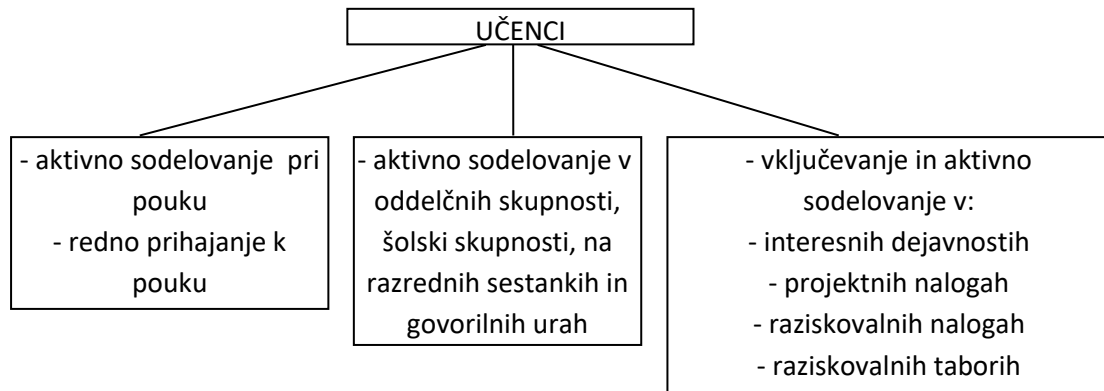 UČENCI
- aktivno sodelovanje pri
pouku
- redno prihajanje k
pouku
- aktivno sodelovanje v
oddelčnih skupnosti,
šolski skupnosti, na
razrednih sestankih in
govorilnih urah
- vključevanje in aktivno
sodelovanje v:
- interesnih dejavnostih
- projektnih nalogah
- raziskovalnih nalogah
- raziskovalnih taborih